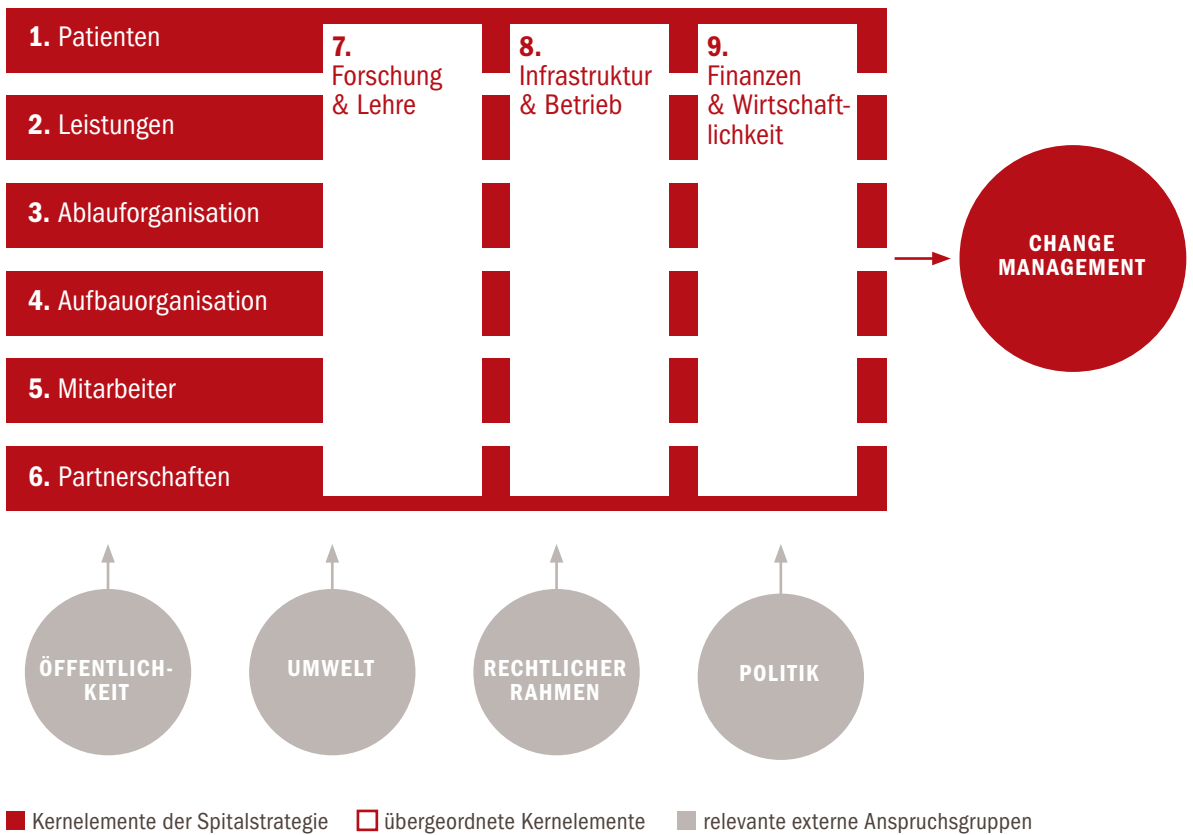 1. Patienten
2. Leistungen
3. Ablauforganisation
4. Aufbauorganisation
5. Mitarbeiter
6. Partnerschaften
7.
Forschung
& Lehre
8.
Infrastruktur
& Betrieb
9.
Finanzen
& Wirtschaft-
lichkeit
CHANGE
MANAGEMENT
ÖFFENTLICH-
KEIT
UMWELT
RECHTLICHER
RAHMEN
POLITIK
Kernelemente der Spitalstrategie
übergeordnete Kernelemente
relevante externe Anspruchsgruppen